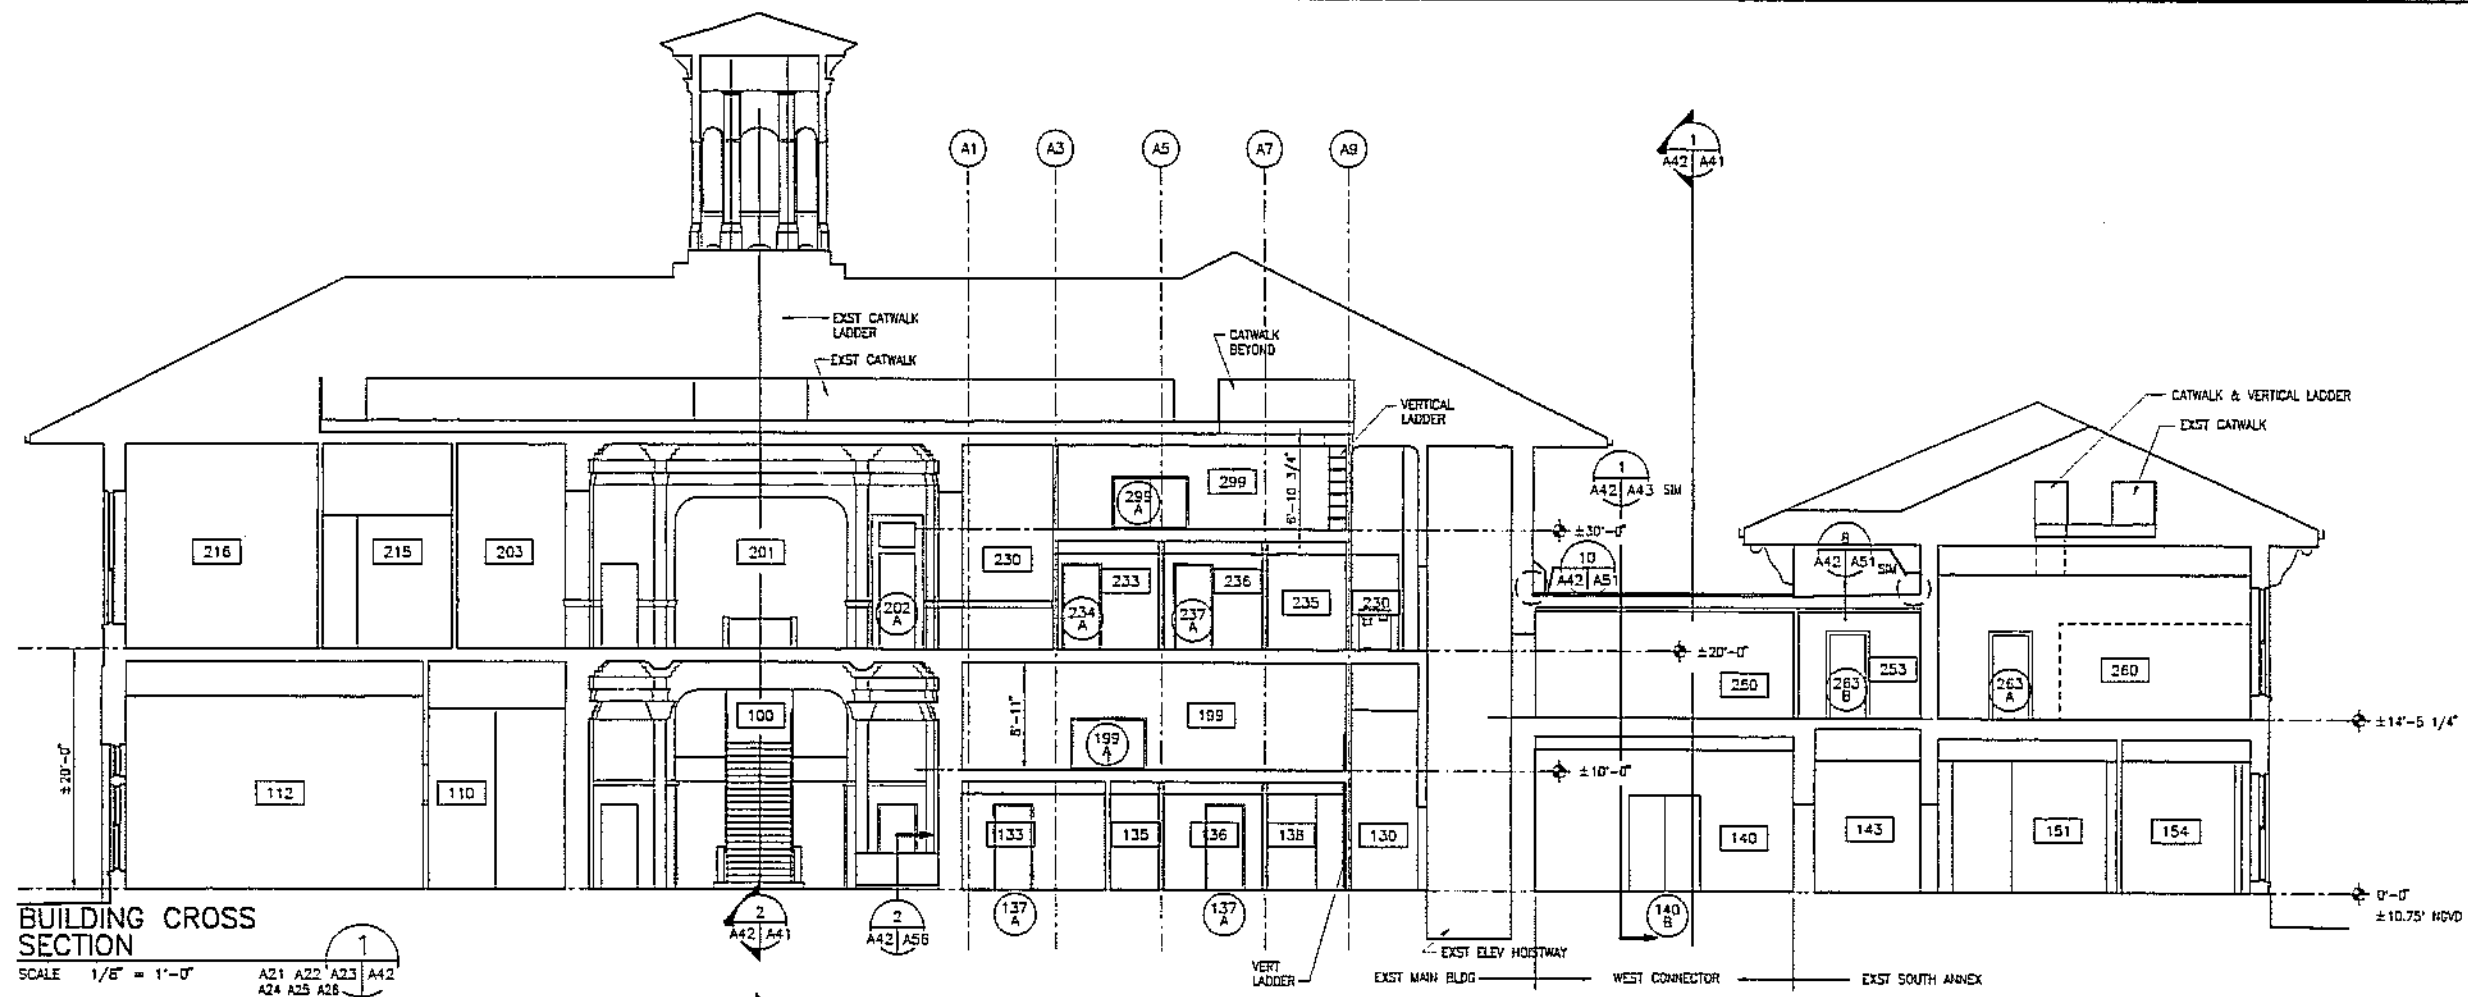 A1
A3
A5
A7
A9
1
A42 A41
EXST CATWALK
LADDER
EXST CATWALK
CATWALK
BEYOND
VERTICAL
LADDER
CATWALK & VERTICAL LADDER
EXST CATWALK
1
A42 A43 SIM
299
299
A
6'-10 3/4"
±30'-0"
216
215
203
201
230
202
A
233
234
A
236
237
A
235
230
10
A42 A51
8
A42 A51
SIM
±20'-0"
250
263
B
253
263
A
260
±14'-5 1/4"
±20'-0"
100
8'-11"
199
199
A
±10'-0"
112
110
133
135
136
138
130
140
143
151
154
0'-0"
±10.75' NGVD
137
A
137
A
140
B
2
A42 A41
2
A42 A56
BUILDING CROSS
SECTION
1
SCALE 1/8" = 1'-0"
A21 A22 A23 A42
A24 A25 A26
VERT
LADDER
EXST ELEV HOISTWAY
EXST MAIN BLDG
WEST CONNECTOR
EXST SOUTH ANNEX